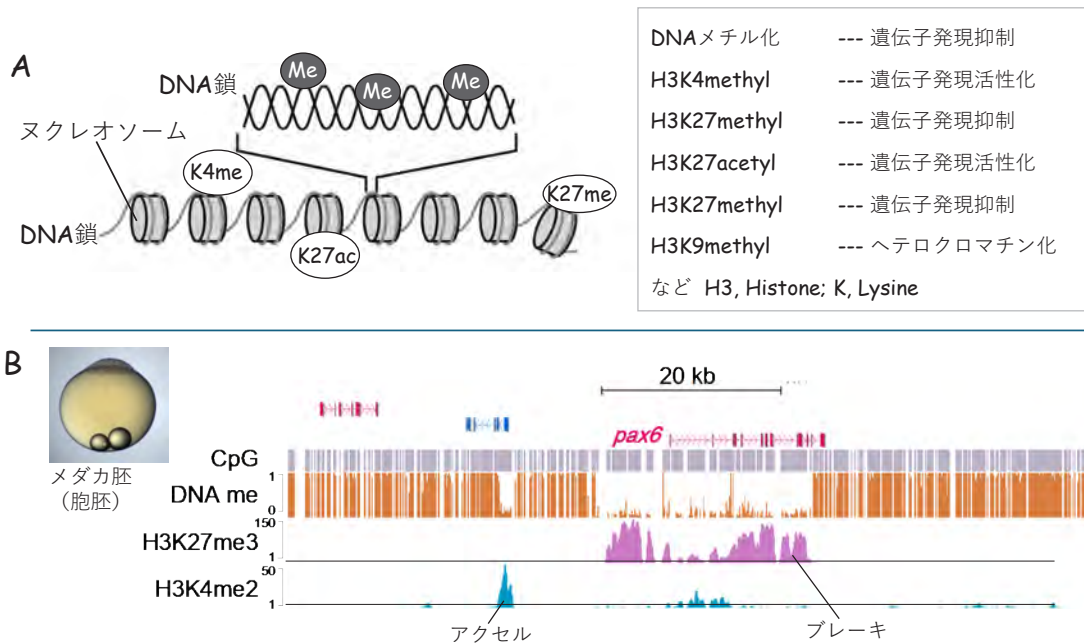 A
DNA鎖
Me
Me
Me
ヌクレオソーム
K4me
K27me
DNA鎖
K27ac
DNAメチル化 --- 遺伝子発現抑制
H3K4methyl --- 遺伝子発現活性化
H3K27methyl --- 遺伝子発現抑制
H3K27acetyl --- 遺伝子発現活性化
H3K27methyl --- 遺伝子発現抑制
H3K9methyl --- ヘテロクロマチン化
など H3, Histone; K, Lysine
B
メダカ胚
(胞胚)
20 kb
pax6
CpG
DNA me
1
0
H3K27me3
150
1
H3K4me2
50
1
アクセル
ブレーキ